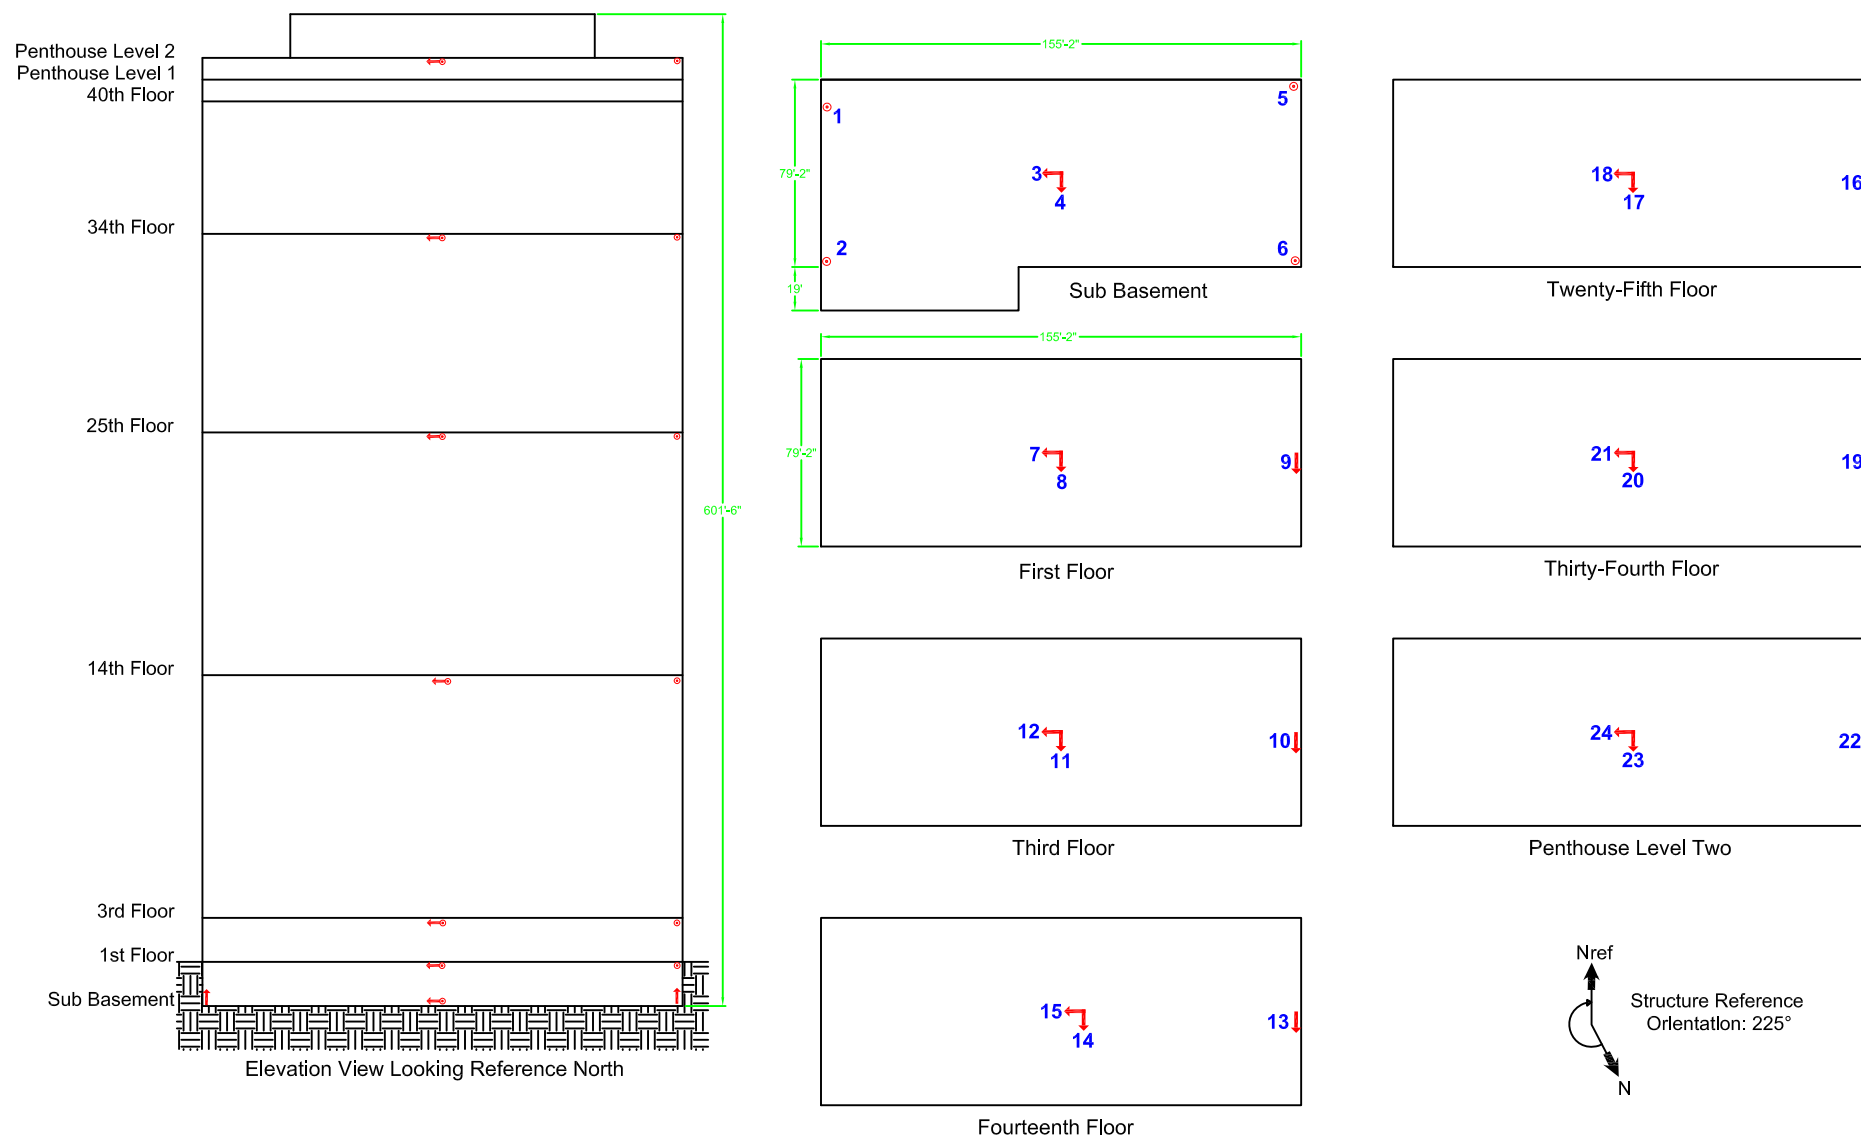 Penthouse Level 2
Penthouse Level 1
40th Floor
34th Floor
25th Floor
14th Floor
3rd Floor
1st Floor
Sub Basement
601'-6"
Elevation View Looking Reference North
155'-2"
79'-2"
19'
1
2
3
4
5
6
Sub Basement
155'-2"
79'-2"
7
8
9
First Floor
12
11
10
Third Floor
15
14
13
Fourteenth Floor
18
17
16
Twenty-Fifth Floor
21
20
19
Thirty-Fourth Floor
24
23
22
Penthouse Level Two
Nref
Structure Reference
Orientation: 225°
N